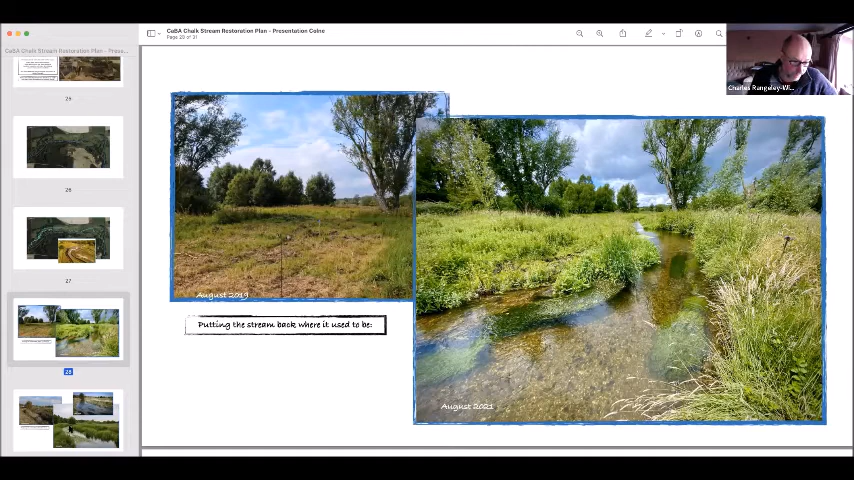 CaBA Chalk Stream Restoration Plan - Presentation Colne
Page 28 of 31
CaBA Chalk Stream Restoration Plan - Prese...
25
26
27
28
August 2019
Putting the stream back where it used to be:
August 2021
Charles Rangeley-Wi...